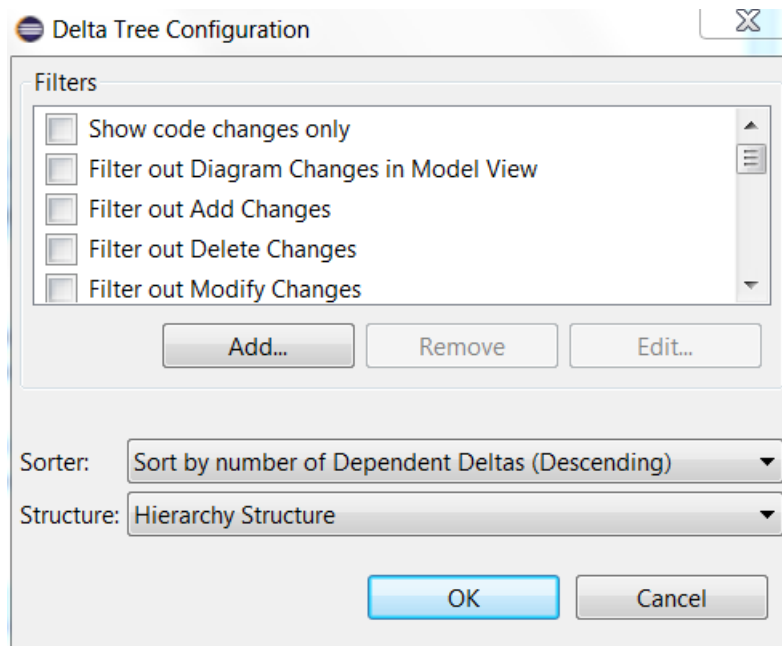 Delta Tree Configuration
Filters
Show code changes only
Filter out Diagram Changes in Model View
Filter out Add Changes
Filter out Delete Changes
Filter out Modify Changes
Add... Remove Edit...
Sorter: Sort by number of Dependent Deltas (Descending)
Structure: Hierarchy Structure
OK Cancel